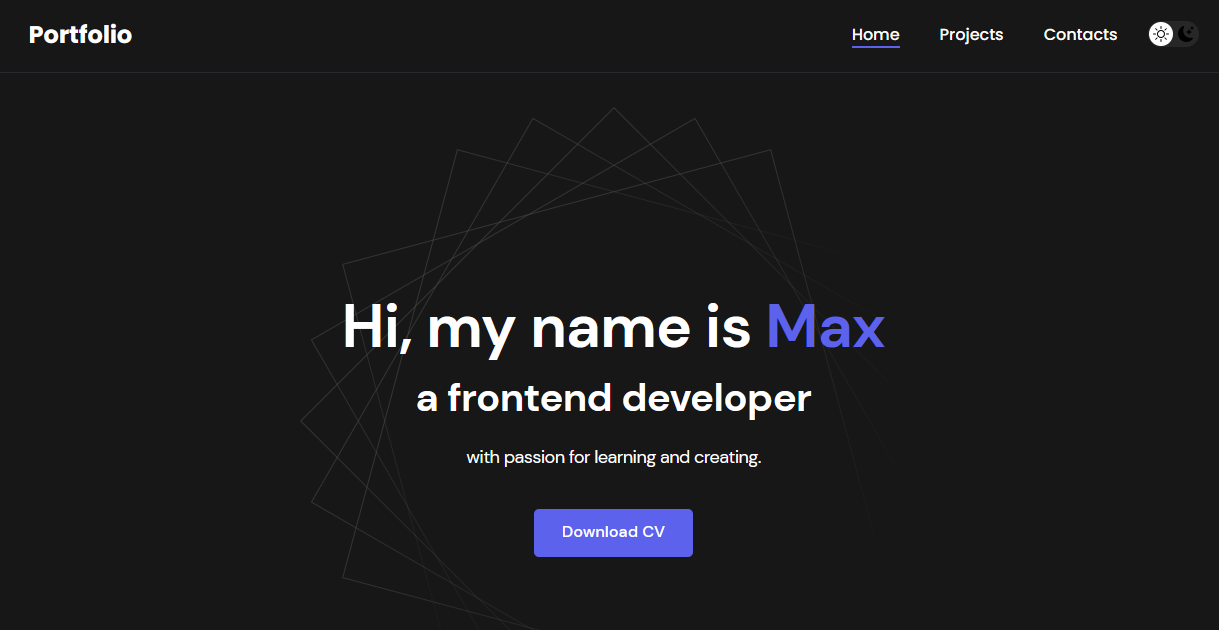 Portfolio
Home
Projects
Contacts
Hi, my name is Max
a frontend developer
with passion for learning and creating.
Download CV